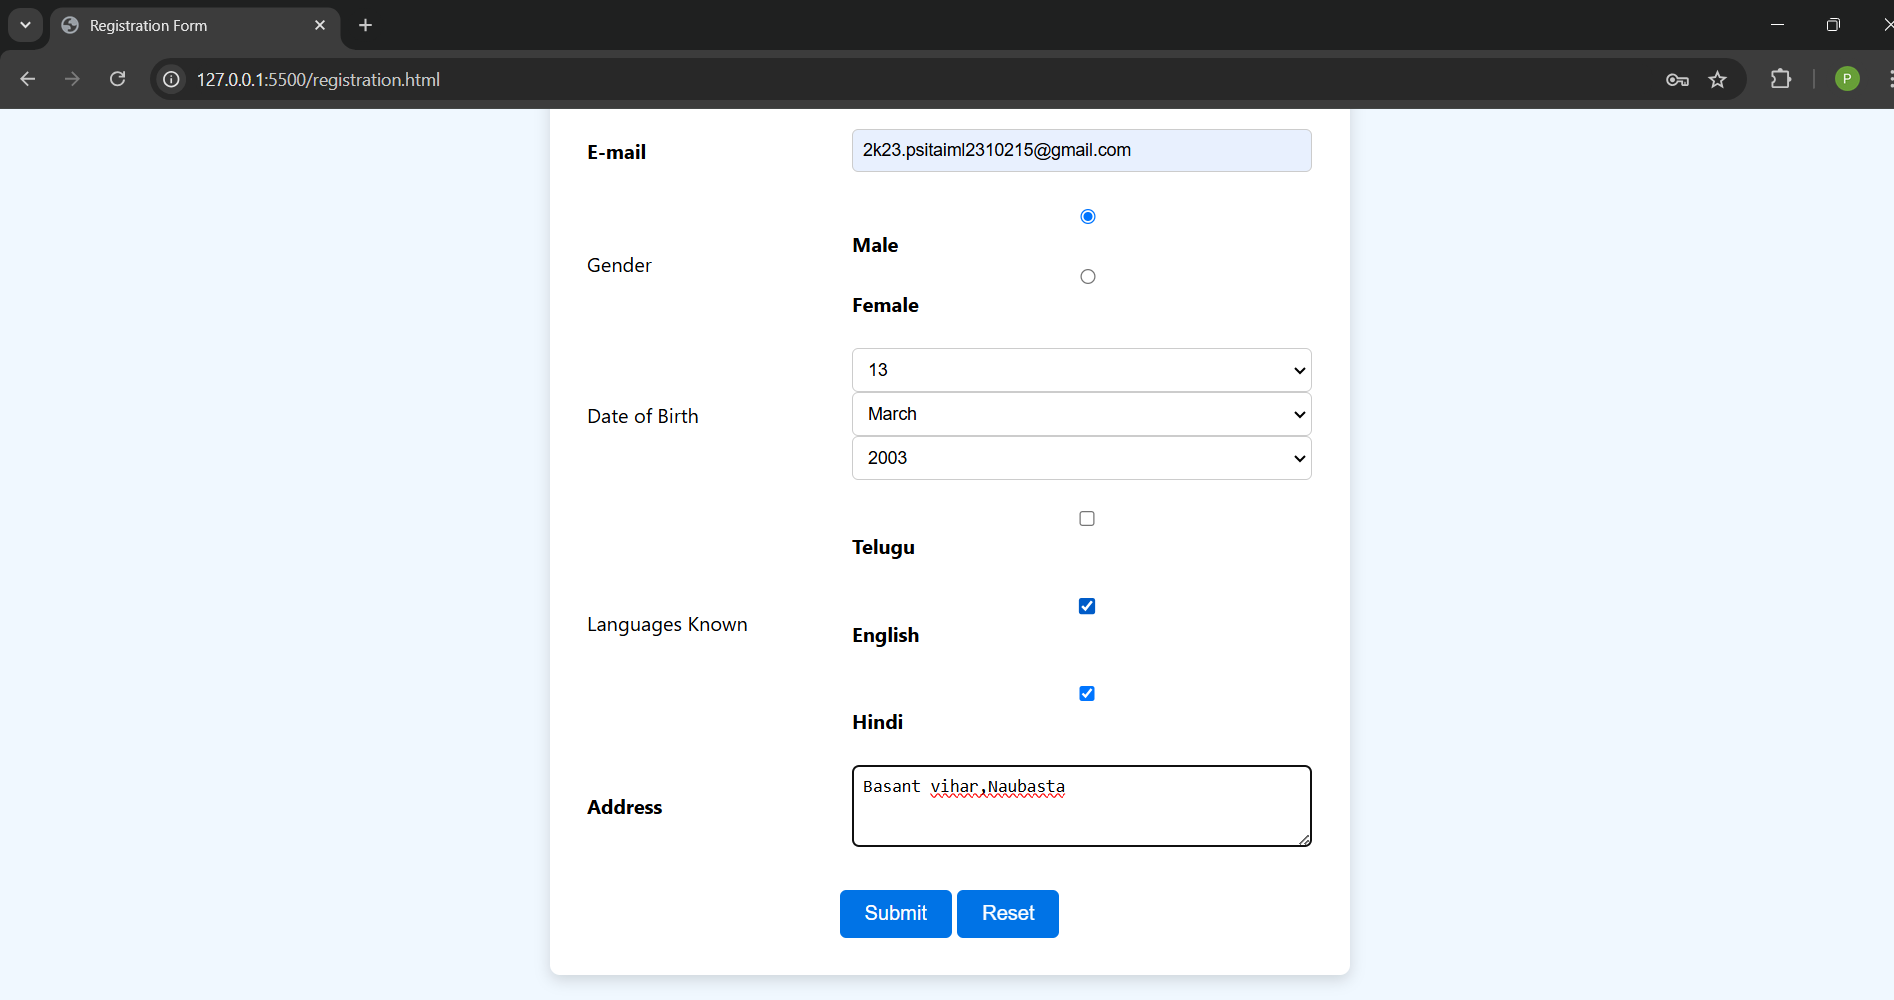 Registration Form
127.0.0.1:5500/registration.html
P
E-mail
2k23.psitaiml2310215@gmail.com
Gender
Male
Female
Date of Birth
13
March
2003
Languages Known
Telugu
English
Hindi
Address
Basant vihar,Naubasta
Submit Reset